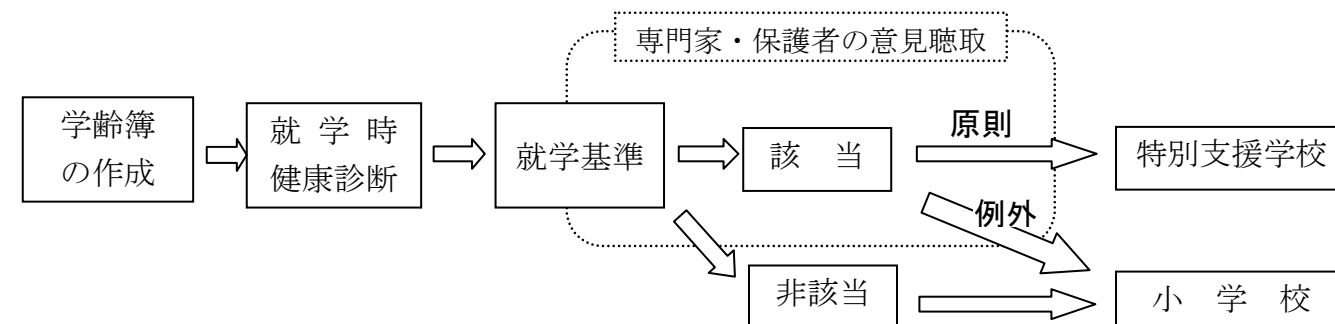 専門家・保護者の意見聴取
学齢簿
の作成
就学時
健康診断
就学基準
該当
原則
特別支援学校
例外
非該当
小学校